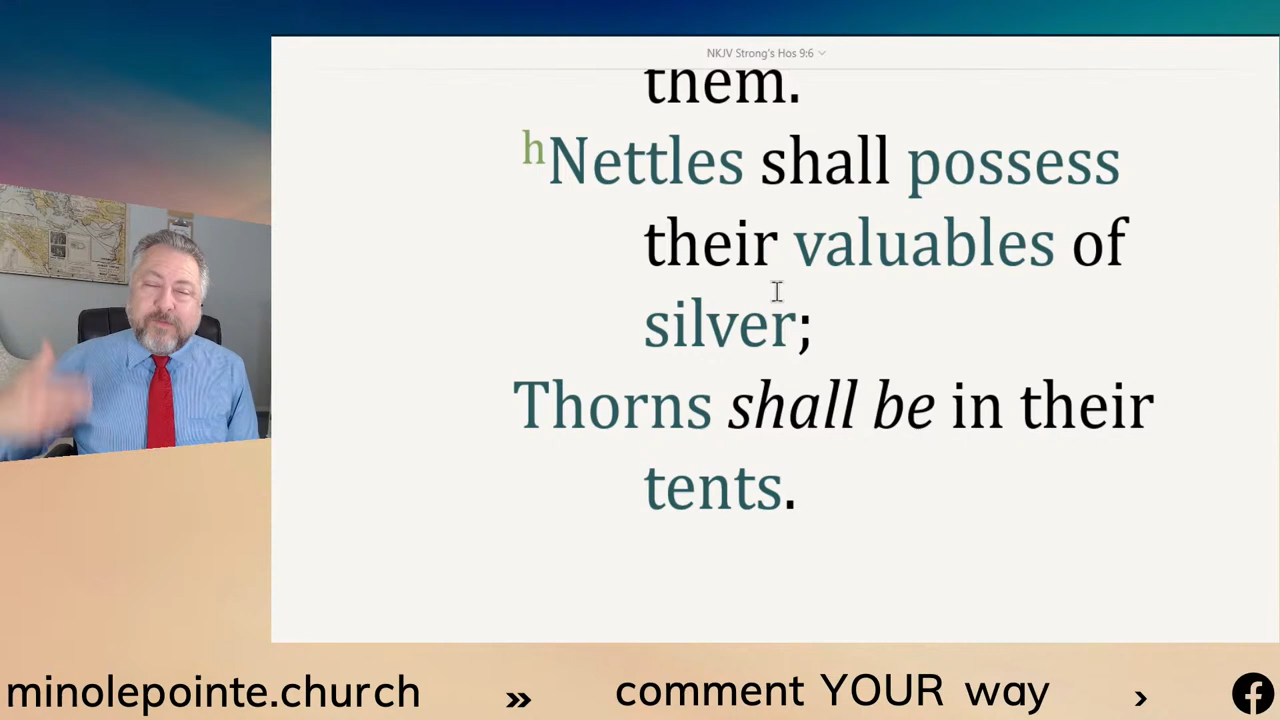 NKJV Strong's Hos 9:6
them.
hNettles shall possess
their valuables of
silver;
Thorns shall be in their
tents.
minolepointe.church » comment YOUR way ›